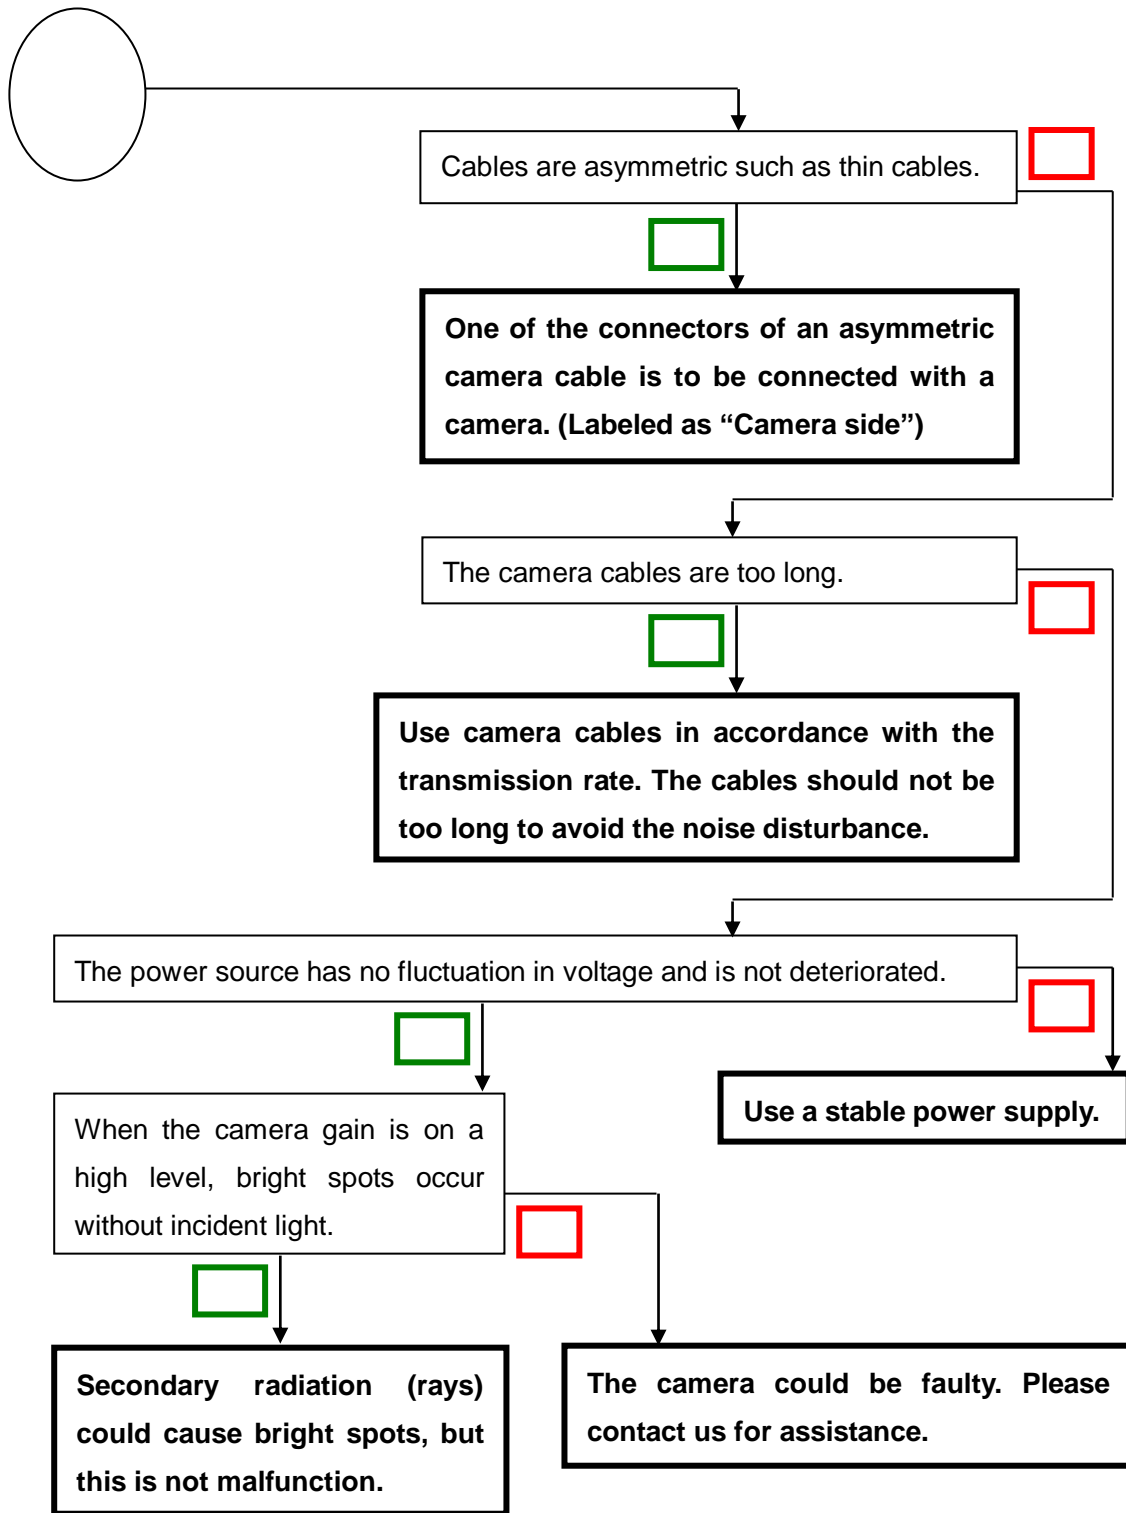 Cables are asymmetric such as thin cables.
One of the connectors of an asymmetric
camera cable is to be connected with a
camera. (Labeled as “Camera side”)
The camera cables are too long.
Use camera cables in accordance with the
transmission rate. The cables should not be
too long to avoid the noise disturbance.
The power source has no fluctuation in voltage and is not deteriorated.
Use a stable power supply.
When the camera gain is on a
high level, bright spots occur
without incident light.
Secondary radiation (rays)
could cause bright spots, but
this is not malfunction.
The camera could be faulty. Please
contact us for assistance.